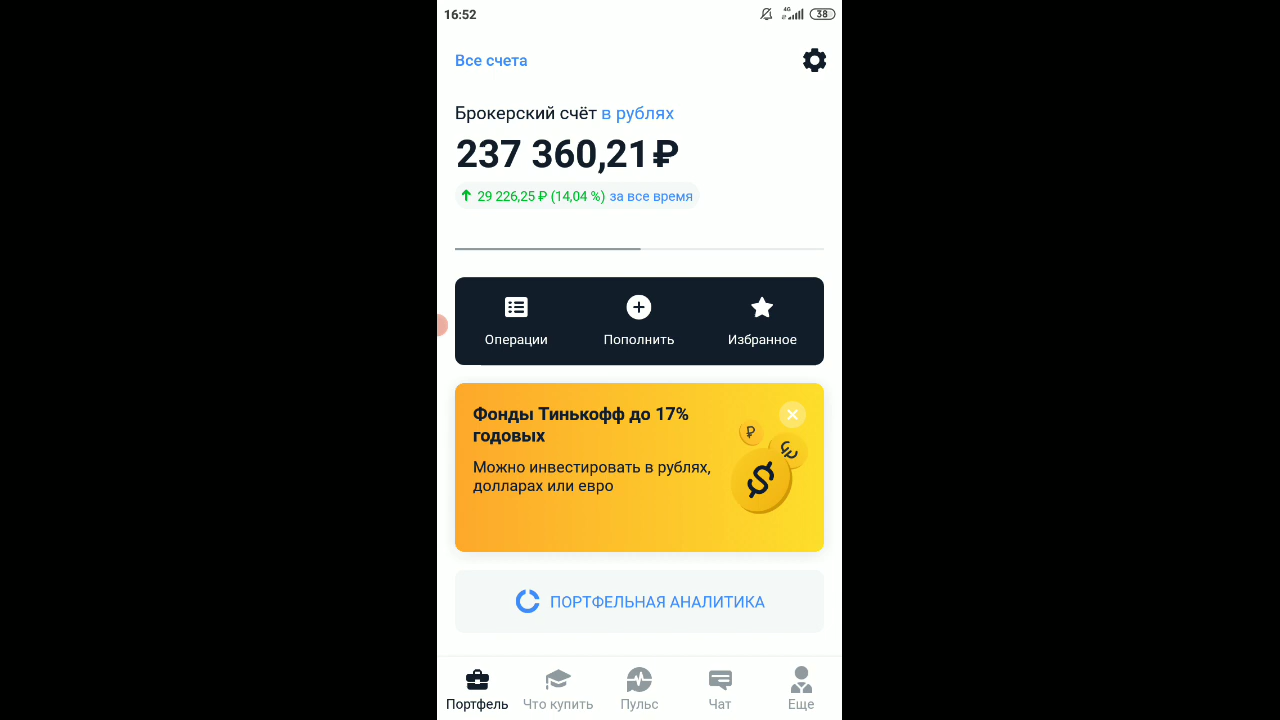 16:52
4G
38
Все счета
Брокерский счёт в рублях
237 360,21 ₽
29 226,25 ₽ (14,04 %) за все время
Операции
Пополнить
Избранное
Фонды Тинькофф до 17%
годовых
Можно инвестировать в рублях,
долларах или евро
ПОРТФЕЛЬНАЯ АНАЛИТИКА
Портфель
Что купить
Пульс
Чат
Еще